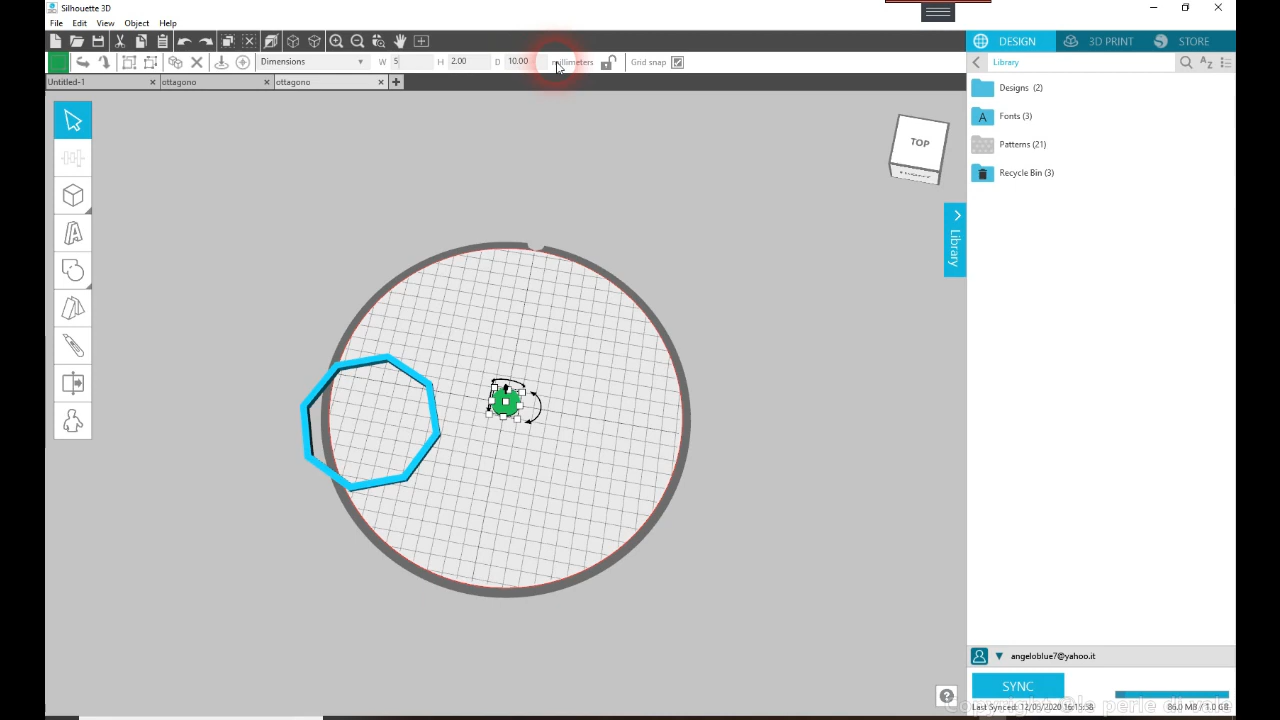 Silhouette 3D
File Edit View Object Help
DESIGN 3D PRINT STORE
Dimensions W 5 H 2.00 D 10.00 millimeters Grid snap
Library
Untitled-1 ottagono ottagono
Designs (2)
A Fonts (3)
Patterns (21)
Recycle Bin (3)
TOP
Library
angeloblue7@yahoo.it
SYNC
Last Synced: 12/05/2020 16:15:58 86.0 MB / 1.0 GB